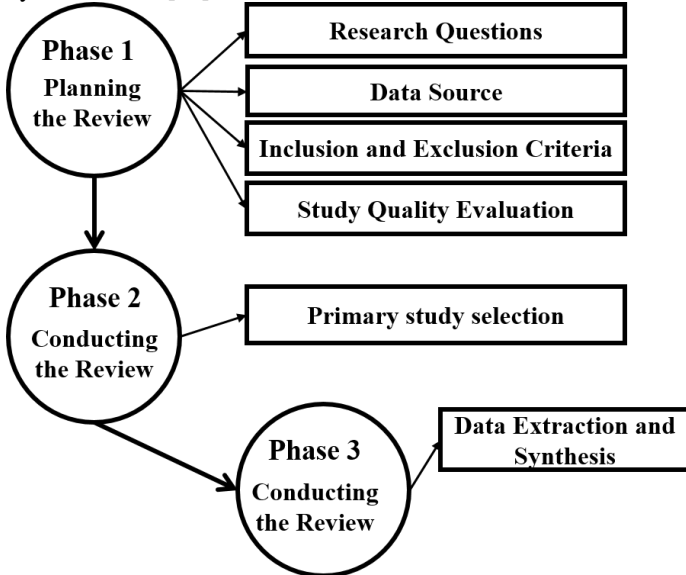 Phase 1
Planning
the Review
Research Questions
Data Source
Inclusion and Exclusion Criteria
Study Quality Evaluation
Phase 2
Conducting
the Review
Primary study selection
Phase 3
Conducting
the Review
Data Extraction and
Synthesis